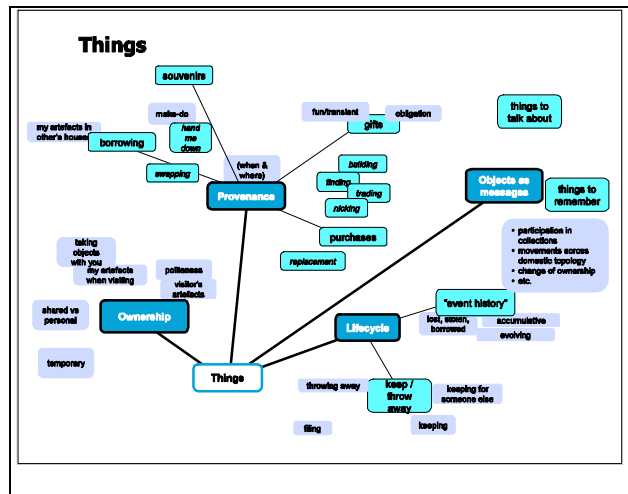 Things
souvenirs
make-do
fun/transient
obligation
gifts
things to
talk about
my artefacts in
other's house
borrowing
hand
me
down
swapping
(when &
where)
Provenance
building
finding
trading
nicking
purchases
replacement
Objects as
messages
things to
remember
• participation in
collections
• movements across
domestic topology
• change of ownership
• etc.
taking
objects
with you
my artefacts
when visiting
politeness
visitor's
artefacts
shared vs
personal
Ownership
temporary
Things
Lifecycle
"event history"
lost, stolen,
borrowed
accumulative
evolving
throwing away
keep /
throw
away
keeping for
someone else
filing
keeping